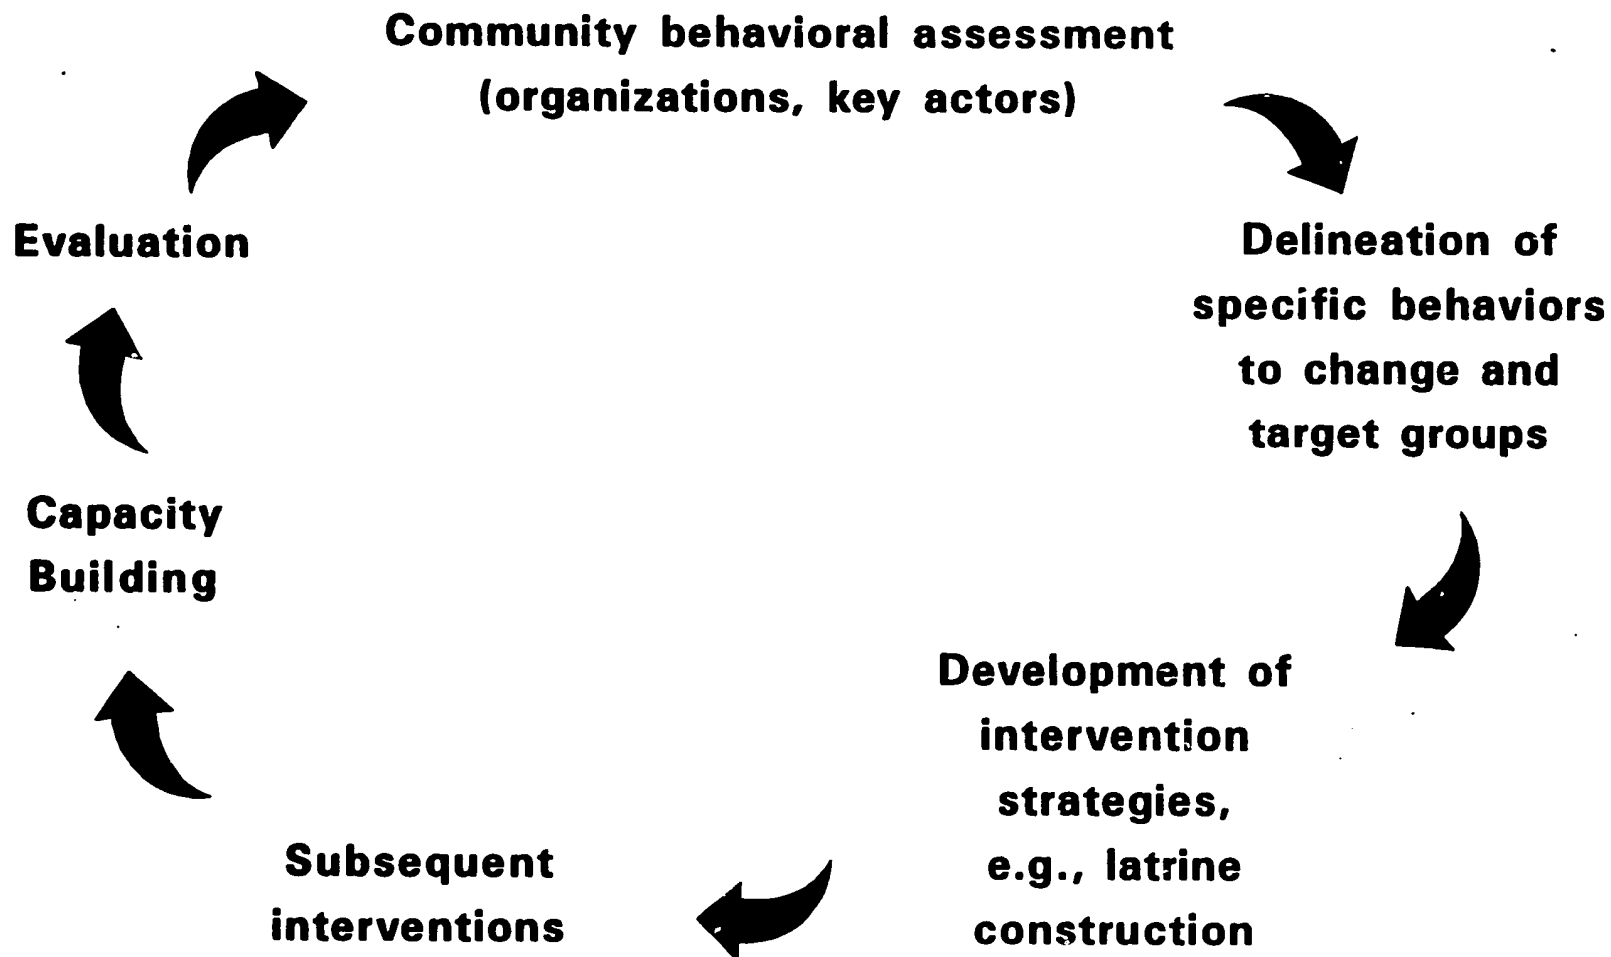 Community behavioral assessment
(organizations, key actors)
Delineation of
specific behaviors
to change and
target groups
Development of
intervention
strategies,
e.g., latrine
construction
Subsequent
interventions
Capacity
Building
Evaluation